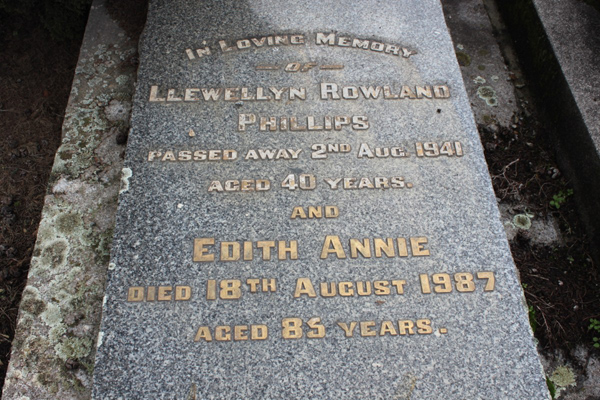 In Loving Memory
of
Llewellyn Rowland
Phillips
passed away 2nd Aug. 1941
aged 40 years.
and
Edith Annie
died 18th August 1987
aged 85 years.